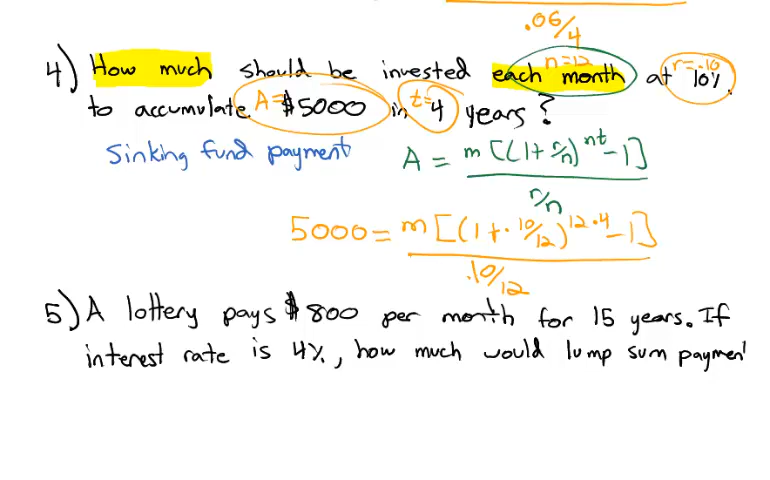 .06/4
4) How much should be invested each month at 10%
n=12 r=.10
to accumulate $5000 in 4 years?
A= t=
Sinking fund payment A = m[(1+r/n)^nt -1]
r/n
5000 = m[(1+.10/12)^12·4 -1]
.10/12
5) A lottery pays $800 per month for 15 years. If
interest rate is 4%, how much would lump sum paymen